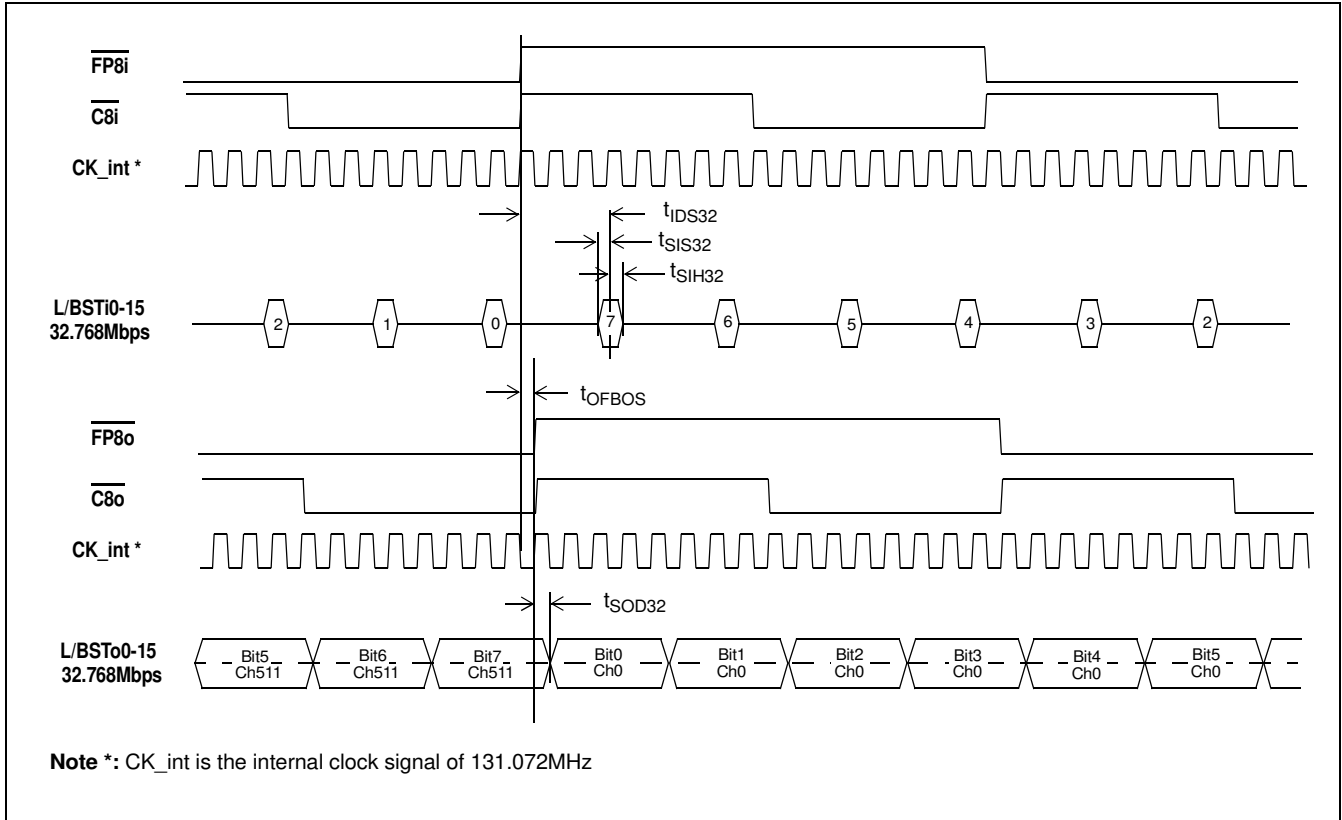 FP8i
C8i
CK_int *
tIDS32
tSIS32
tSIH32
L/BSTi0-15
32.768Mbps
2 1 0 7 6 5 4 3 2
tOFBOS
FP8o
C8o
CK_int *
tSOD32
L/BSTo0-15
32.768Mbps
Bit5 Bit6 Bit7 Bit0 Bit1 Bit2 Bit3 Bit4 Bit5
Ch511 Ch511 Ch511 Ch0 Ch0 Ch0 Ch0 Ch0 Ch0
Note *: CK_int is the internal clock signal of 131.072MHz